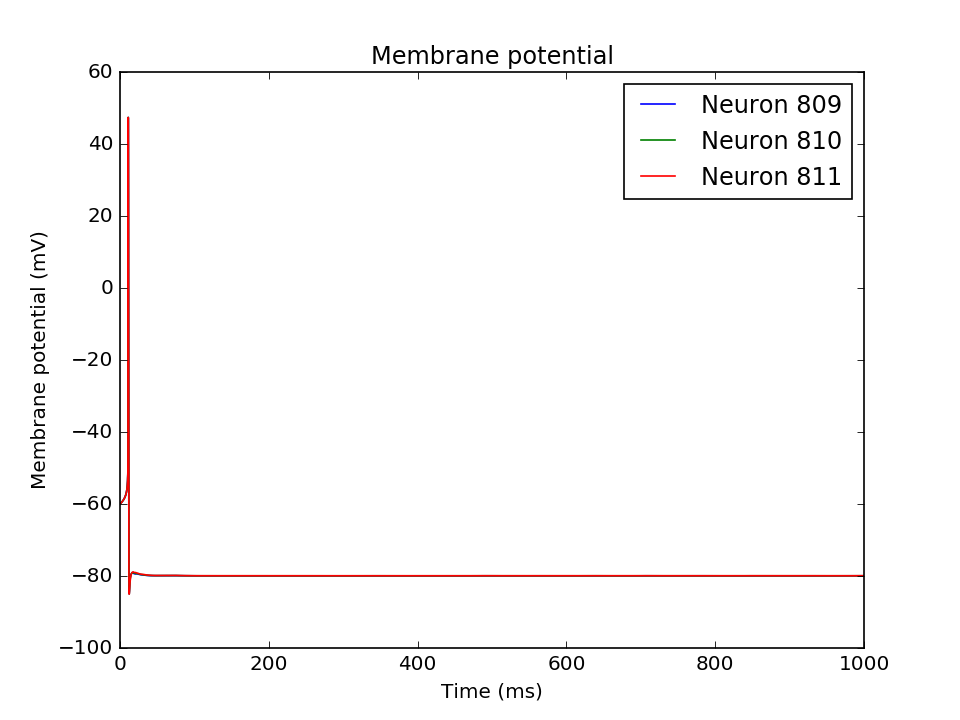 Membrane potential
60
40
20
0
−20
−40
−60
−80
−100
Membrane potential (mV)
Neuron 809
Neuron 810
Neuron 811
0 200 400 600 800 1000
Time (ms)